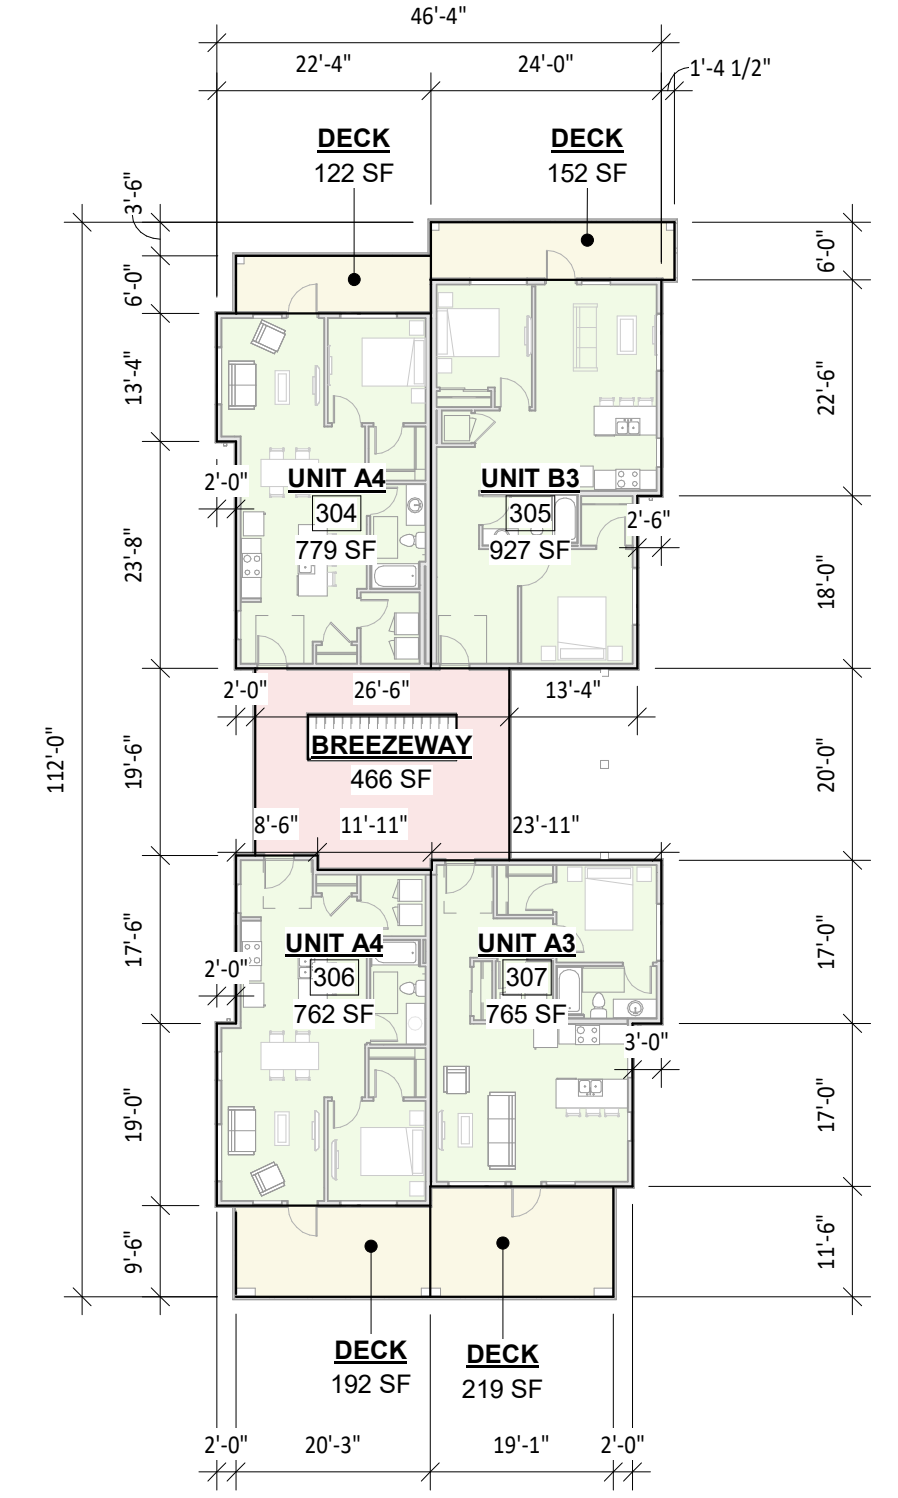 46'-4"
22'-4"
24'-0"
1'-4 1/2"
DECK
122 SF
DECK
152 SF
3'-6"
6'-0"
6'-0"
13'-4"
22'-6"
2'-0"
UNIT A4
304
779 SF
UNIT B3
305
927 SF
2'-6"
23'-8"
18'-0"
2'-0"
26'-6"
13'-4"
112'-0"
19'-6"
BREEZEWAY
466 SF
20'-0"
8'-6"
11'-11"
23'-11"
17'-6"
UNIT A4
306
762 SF
UNIT A3
307
765 SF
17'-0"
2'-0"
3'-0"
19'-0"
17'-0"
9'-6"
11'-6"
DECK
192 SF
DECK
219 SF
2'-0"
20'-3"
19'-1"
2'-0"